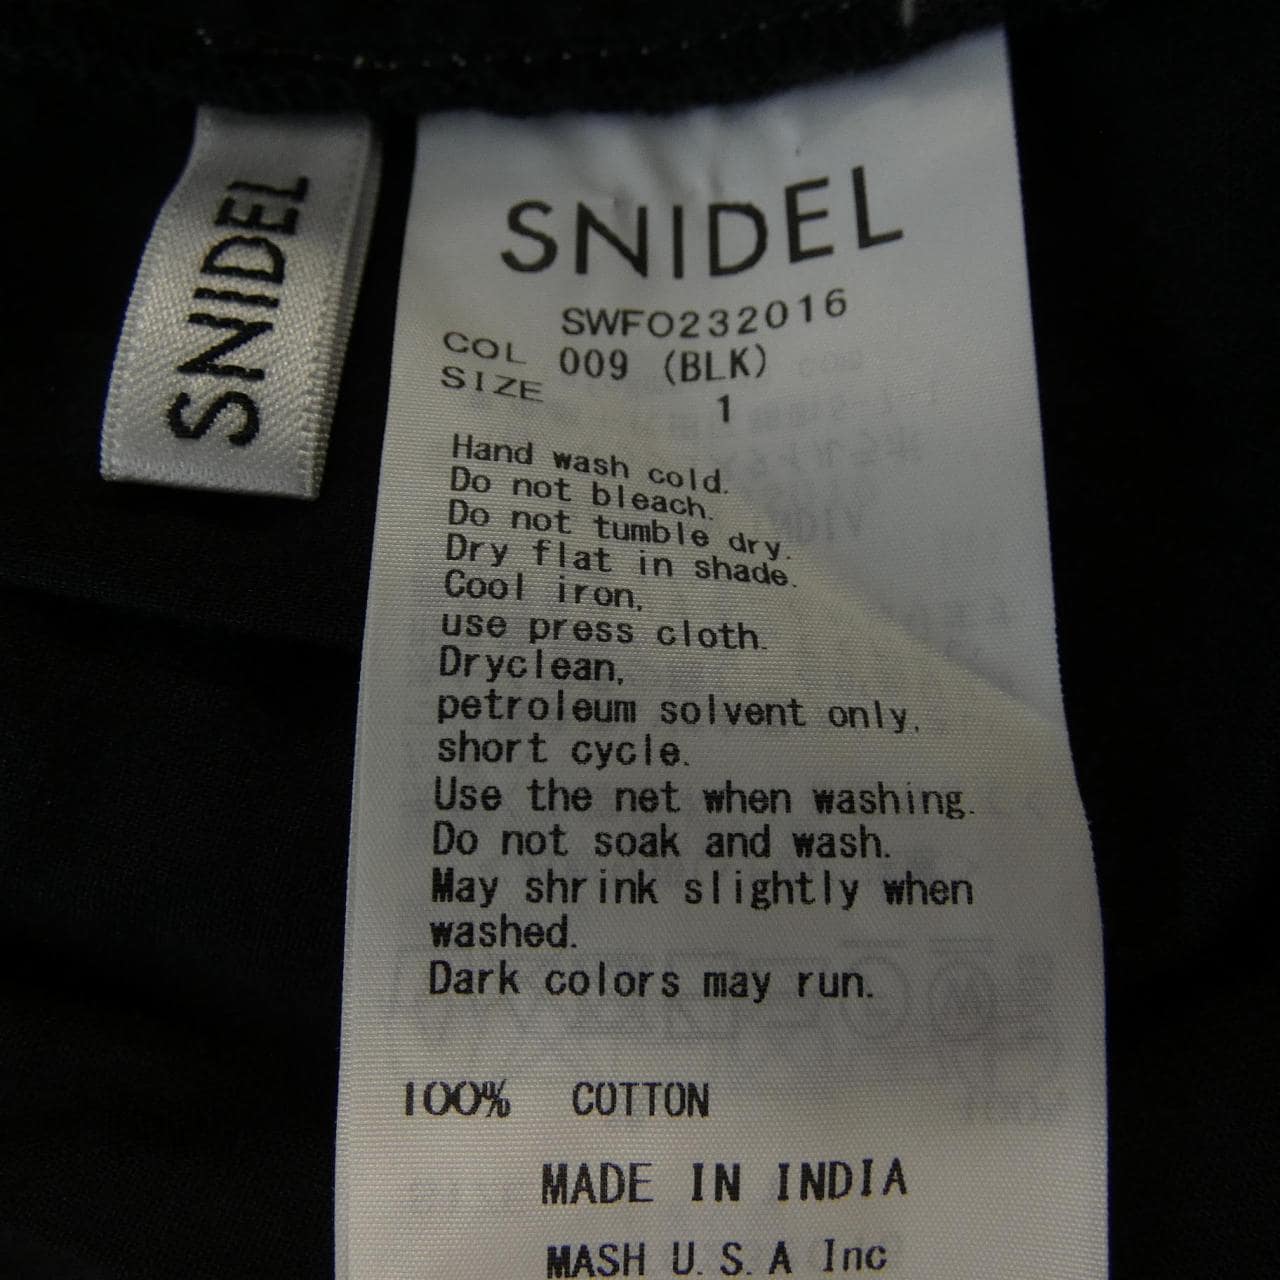 SNIDEL
SNIDEL
SWFO232016
COL 009 (BLK)
SIZE 1
Hand wash cold.
Do not bleach.
Do not tumble dry.
Dry flat in shade.
Cool iron,
use press cloth.
Dryclean,
petroleum solvent only,
short cycle.
Use the net when washing.
Do not soak and wash.
May shrink slightly when
washed.
Dark colors may run.
100% COTTON
MADE IN INDIA
MASH U.S.A Inc